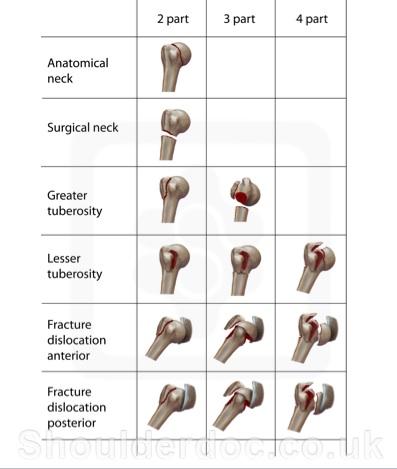 2 part 3 part 4 part
Anatomical
neck
Surgical neck
Greater
tuberosity
Lesser
tuberosity
Fracture
dislocation
anterior
Fracture
dislocation
posterior
Shoulderdoc.co.uk